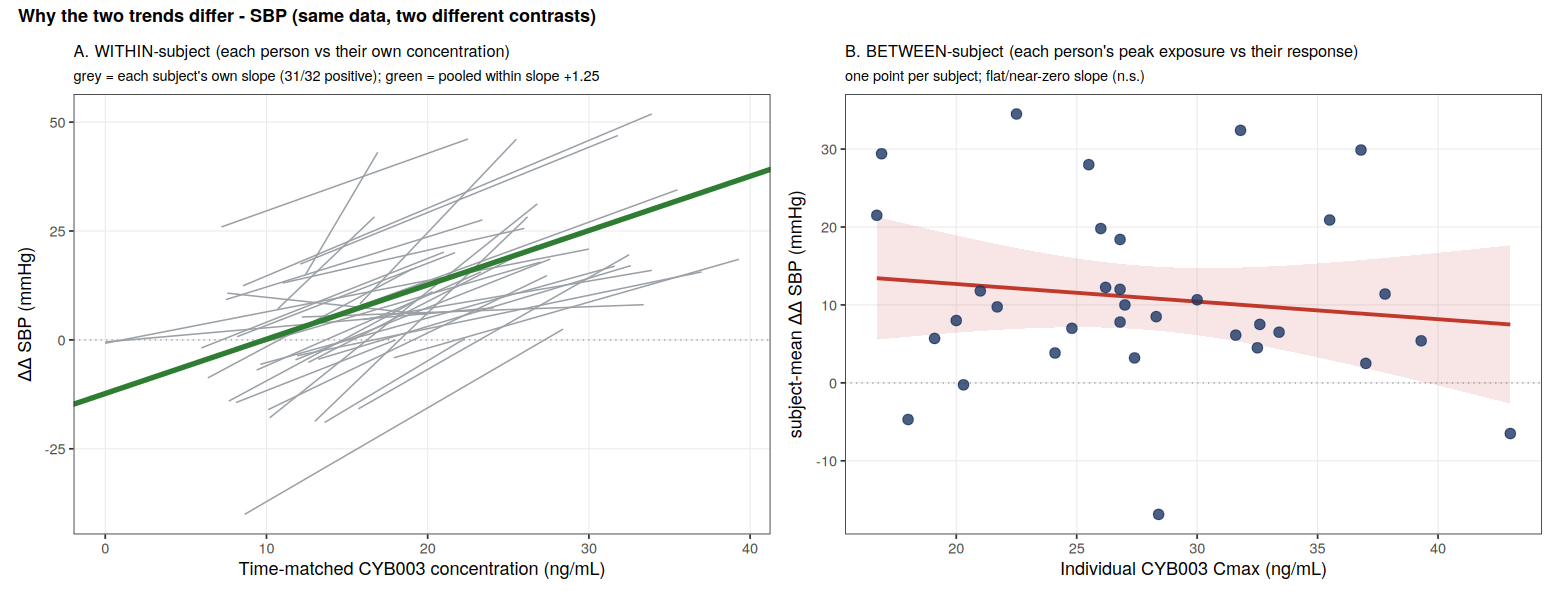 Why the two trends differ - SBP (same data, two different contrasts)
A. WITHIN-subject (each person vs their own concentration)
grey = each subject's own slope (31/32 positive); green = pooled within slope +1.25
50
25
0
-25
ΔΔ SBP (mmHg)
0 10 20 30 40
Time-matched CYB003 concentration (ng/mL)
B. BETWEEN-subject (each person's peak exposure vs their response)
one point per subject; flat/near-zero slope (n.s.)
30
20
10
0
-10
subject-mean ΔΔ SBP (mmHg)
20 25 30 35 40
Individual CYB003 Cmax (ng/mL)